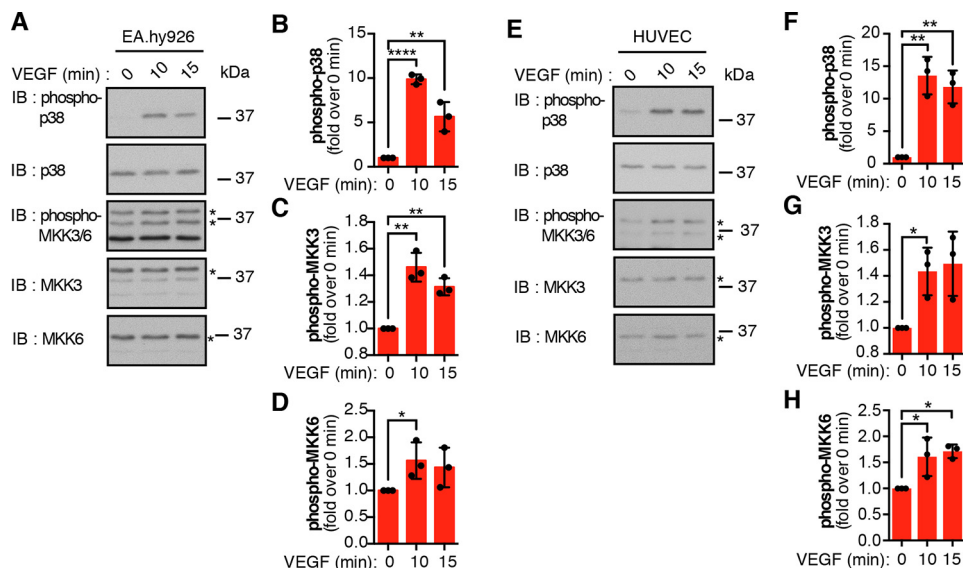 A
EA.hy926
VEGF (min) 0 10 15 kDa
IB : phospho-
p38
37
IB : p38
37
IB : phospho-
MKK3/6
*
37
*
IB : MKK3
*
37
IB : MKK6
37
*
B
phospho-p38
(fold over 0 min)
15
10
5
0
****
**
VEGF (min): 0 10 15
C
phospho-MKK3
(fold over 0 min)
1.8
1.6
1.4
1.2
1.0
0.8
**
**
VEGF (min): 0 10 15
D
phospho-MKK6
(fold over 0 min)
2.5
2.0
1.5
1.0
0.5
0.0
*
VEGF (min): 0 10 15
E
HUVEC
VEGF (min) 0 10 15 kDa
IB : phospho-
p38
37
IB : p38
37
IB : phospho-
MKK3/6
37
*
*
IB : MKK3
*
37
IB : MKK6
37
*
F
phospho-p38
(fold over 0 min)
20
15
10
5
0
**
**
VEGF (min): 0 10 15
G
phospho-MKK3
(fold over 0 min)
1.8
1.6
1.4
1.2
1.0
0.8
*
VEGF (min): 0 10 15
H
phospho-MKK6
(fold over 0 min)
2.5
2.0
1.5
1.0
0.5
0.0
*
*
VEGF (min): 0 10 15